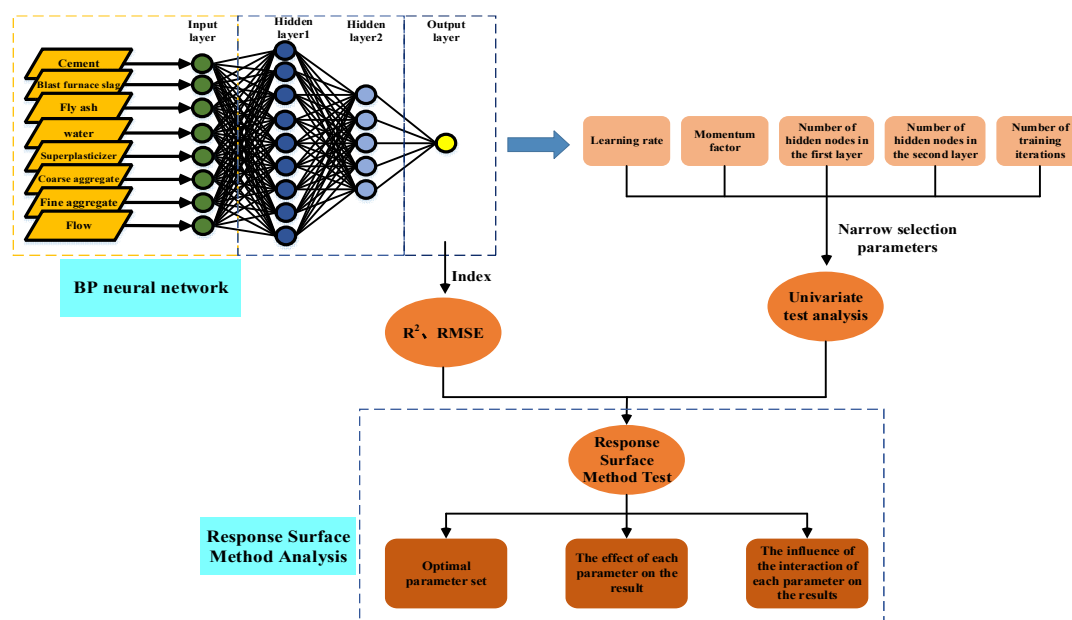 Input
layer
Hidden
layer1
Hidden
layer2
Output
layer
Cement
Blast furnace slag
Fly ash
water
Superplasticizer
Coarse aggregate
Fine aggregate
Flow
BP neural network
Learning rate
Momentum
factor
Number of
hidden nodes in
the first layer
Number of
hidden nodes in
the second layer
Number of
training
iterations
Narrow selection
parameters
Index
R²、RMSE
Univariate
test analysis
Response
Surface
Method Test
Response Surface
Method Analysis
Optimal
parameter set
The effect of each
parameter on the
result
The influence of
the interaction of
each parameter on
the results